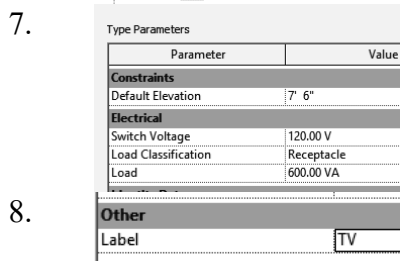 7.
Type Parameters
Parameter Value
Constraints
Default Elevation 7' 6"
Electrical
Switch Voltage 120.00 V
Load Classification Receptacle
Load 600.00 VA
8.
Other
Label TV